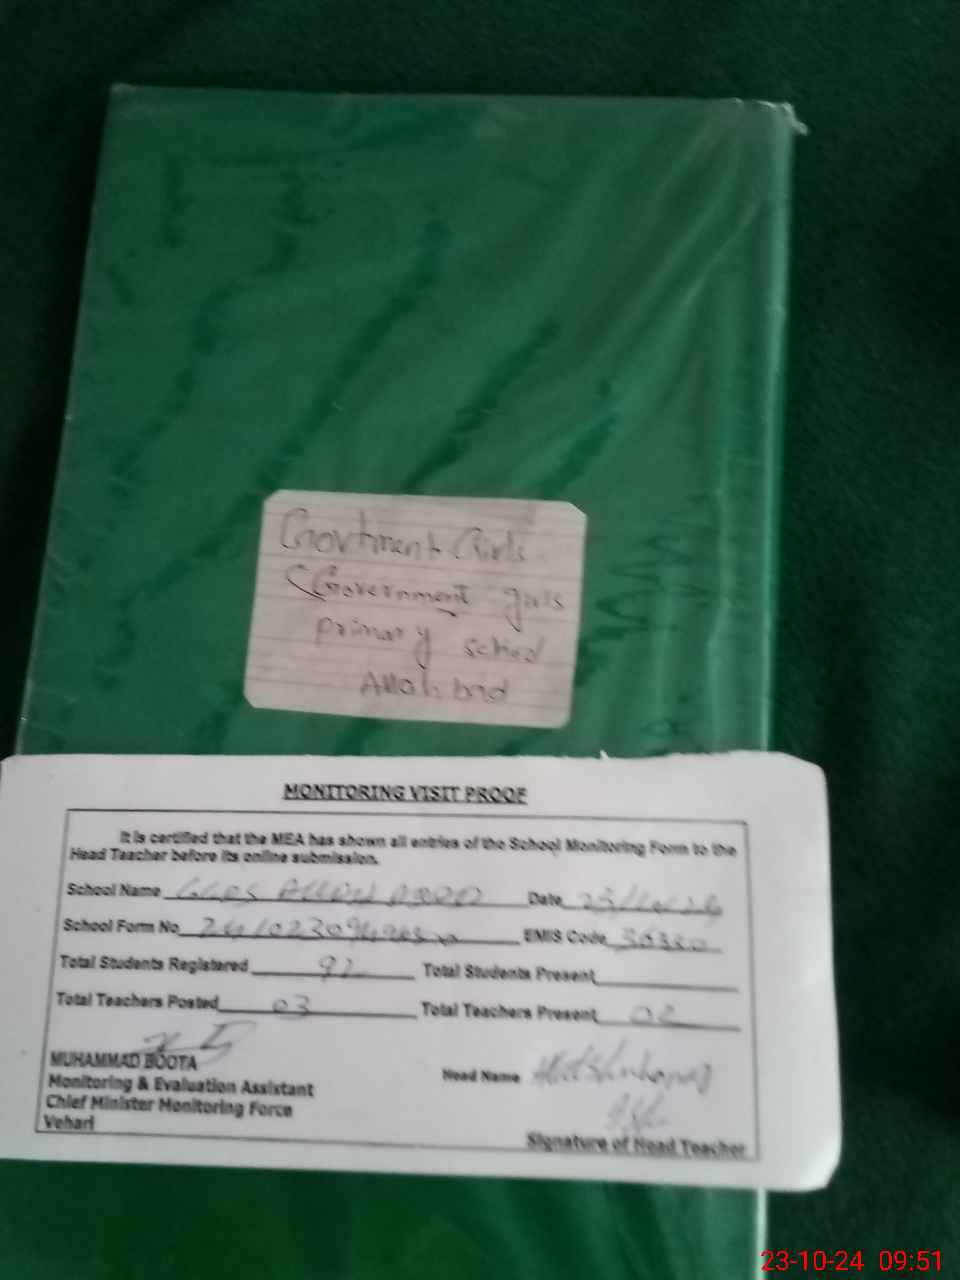 Govtment Girls
(Government girls
primary school
Allah bad
MONITORING VISIT PROOF
It is certified that the MEA has shown all entries of the School Monitoring Form to the
Head Teacher before its online submission.
School Name Date 23/10/24
School Form No EMIS Code
Total Students Registered 92 Total Students Present
Total Teachers Posted 03 Total Teachers Present 02
MUHAMMAD BOOTA
Monitoring & Evaluation Assistant
Head Name
Chief Minister Monitoring Force
Vehari
Signature of Head Teacher
23-10-24 09:51